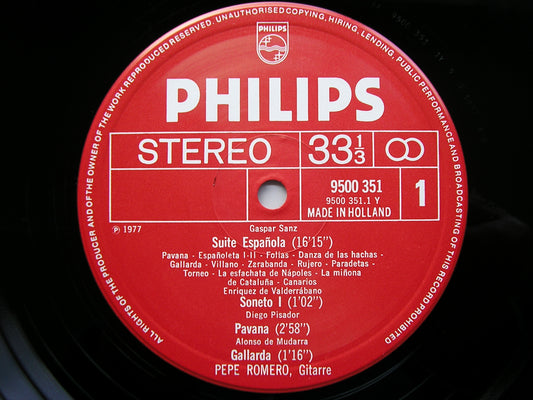 ALL RIGHTS OF THE PRODUCER AND OF THE OWNER OF THE WORK REPRODUCED RESERVED. UNAUTHORISED COPYING, HIRING, LENDING, PUBLIC PERFORMANCE AND BROADCASTING OF THIS RECORD PROHIBITED
PHILIPS
PHILIPS
STEREO 33 1/3
9500 351
9500 351.1 Y
MADE IN HOLLAND
1
℗ 1977
Gaspar Sanz
Suite Española (16'15")
Pavana - Españoleta I-II - Folias - Danza de las hachas -
Gallarda - Villano - Zerabanda - Rujero - Paradetas -
Torneo - La esfachata de Nápoles - La miñona
de Cataluña - Canarios
Enriquez de Valderrábano
Soneto I (1'02")
Diego Pisador
Pavana (2'58")
Alonso de Mudarra
Gallarda (1'16")
PEPE ROMERO, Gitarre